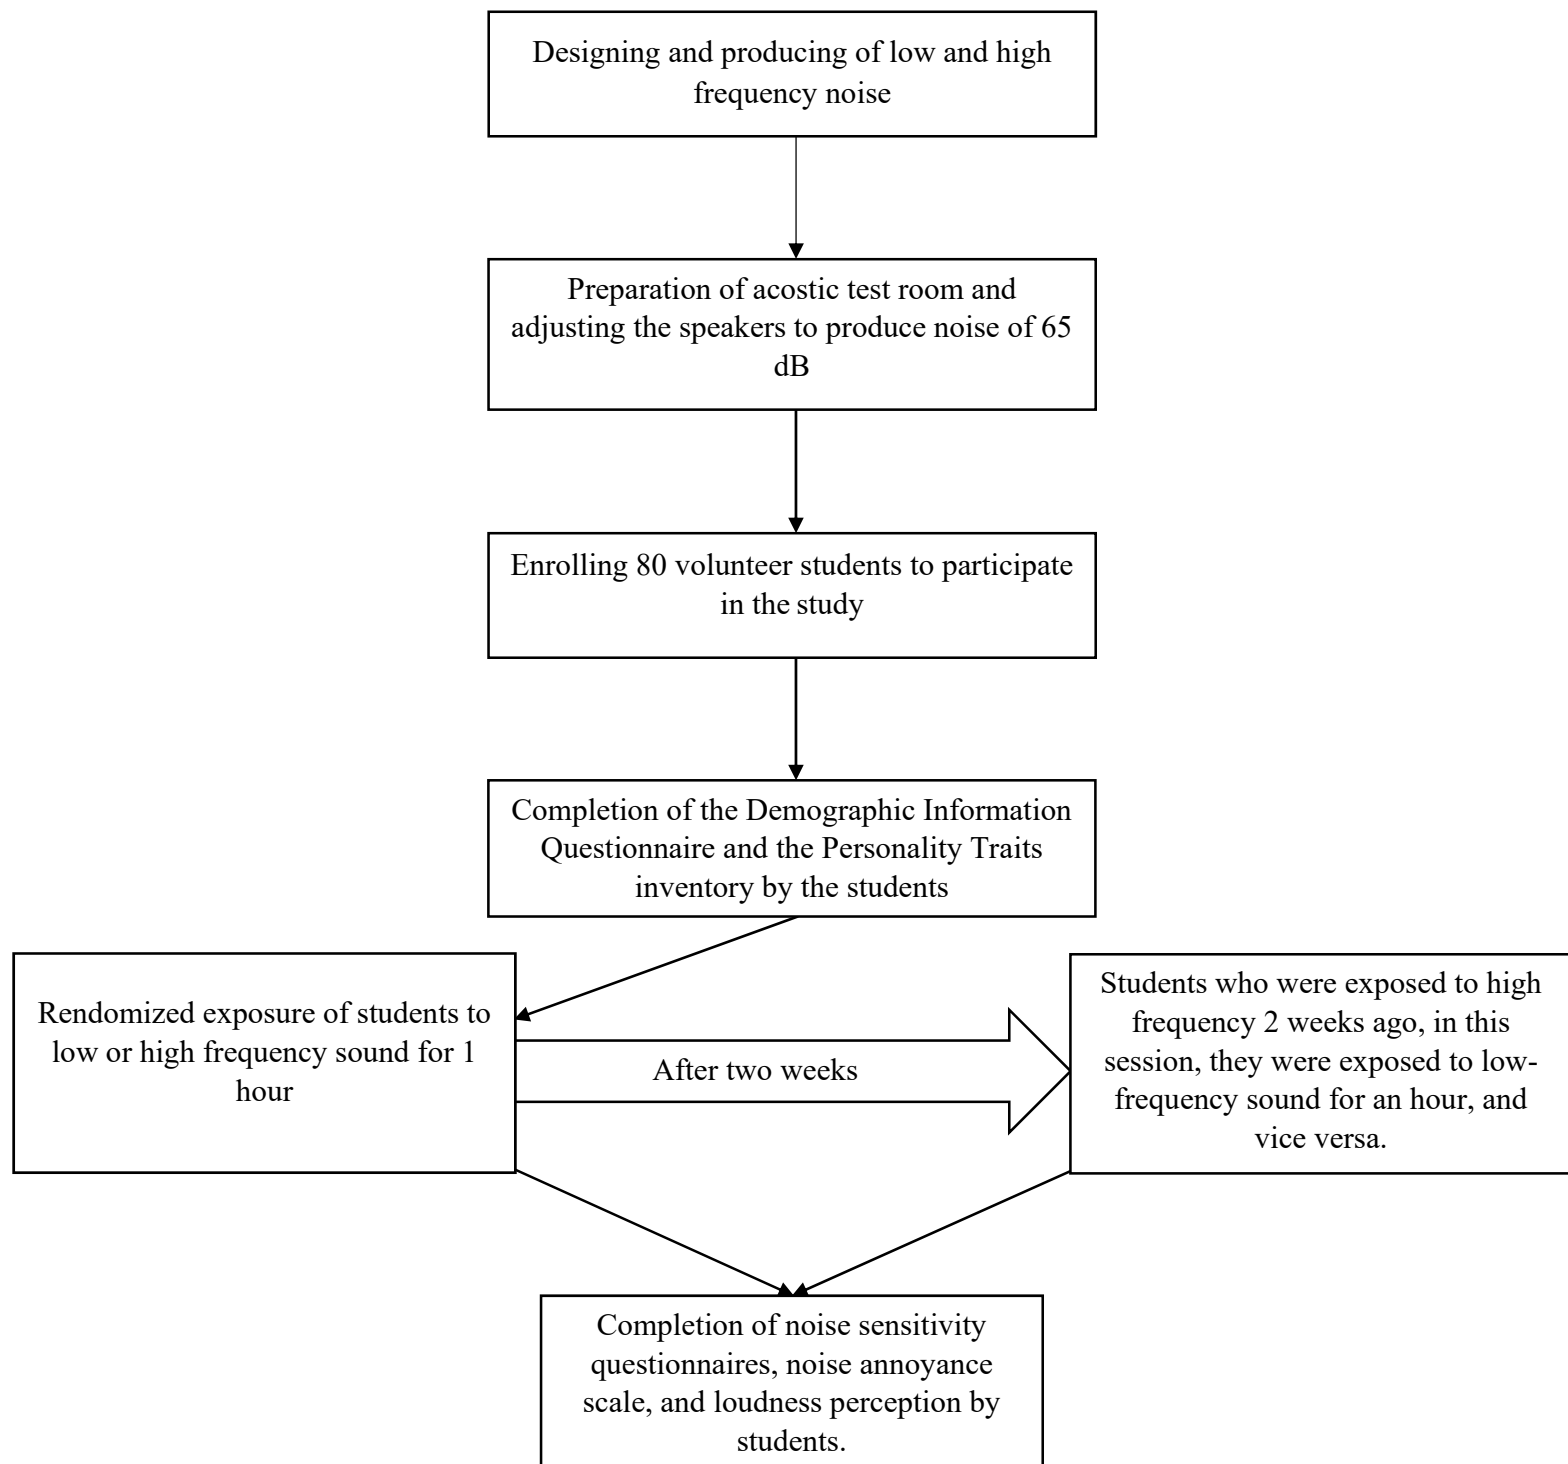 Designing and producing of low and high
frequency noise
Preparation of acostic test room and
adjusting the speakers to produce noise of 65
dB
Enrolling 80 volunteer students to participate
in the study
Completion of the Demographic Information
Questionnaire and the Personality Traits
inventory by the students
Rendomized exposure of students to
low or high frequency sound for 1
hour
After two weeks
Students who were exposed to high
frequency 2 weeks ago, in this
session, they were exposed to low-
frequency sound for an hour, and
vice versa.
Completion of noise sensitivity
questionnaires, noise annoyance
scale, and loudness perception by
students.